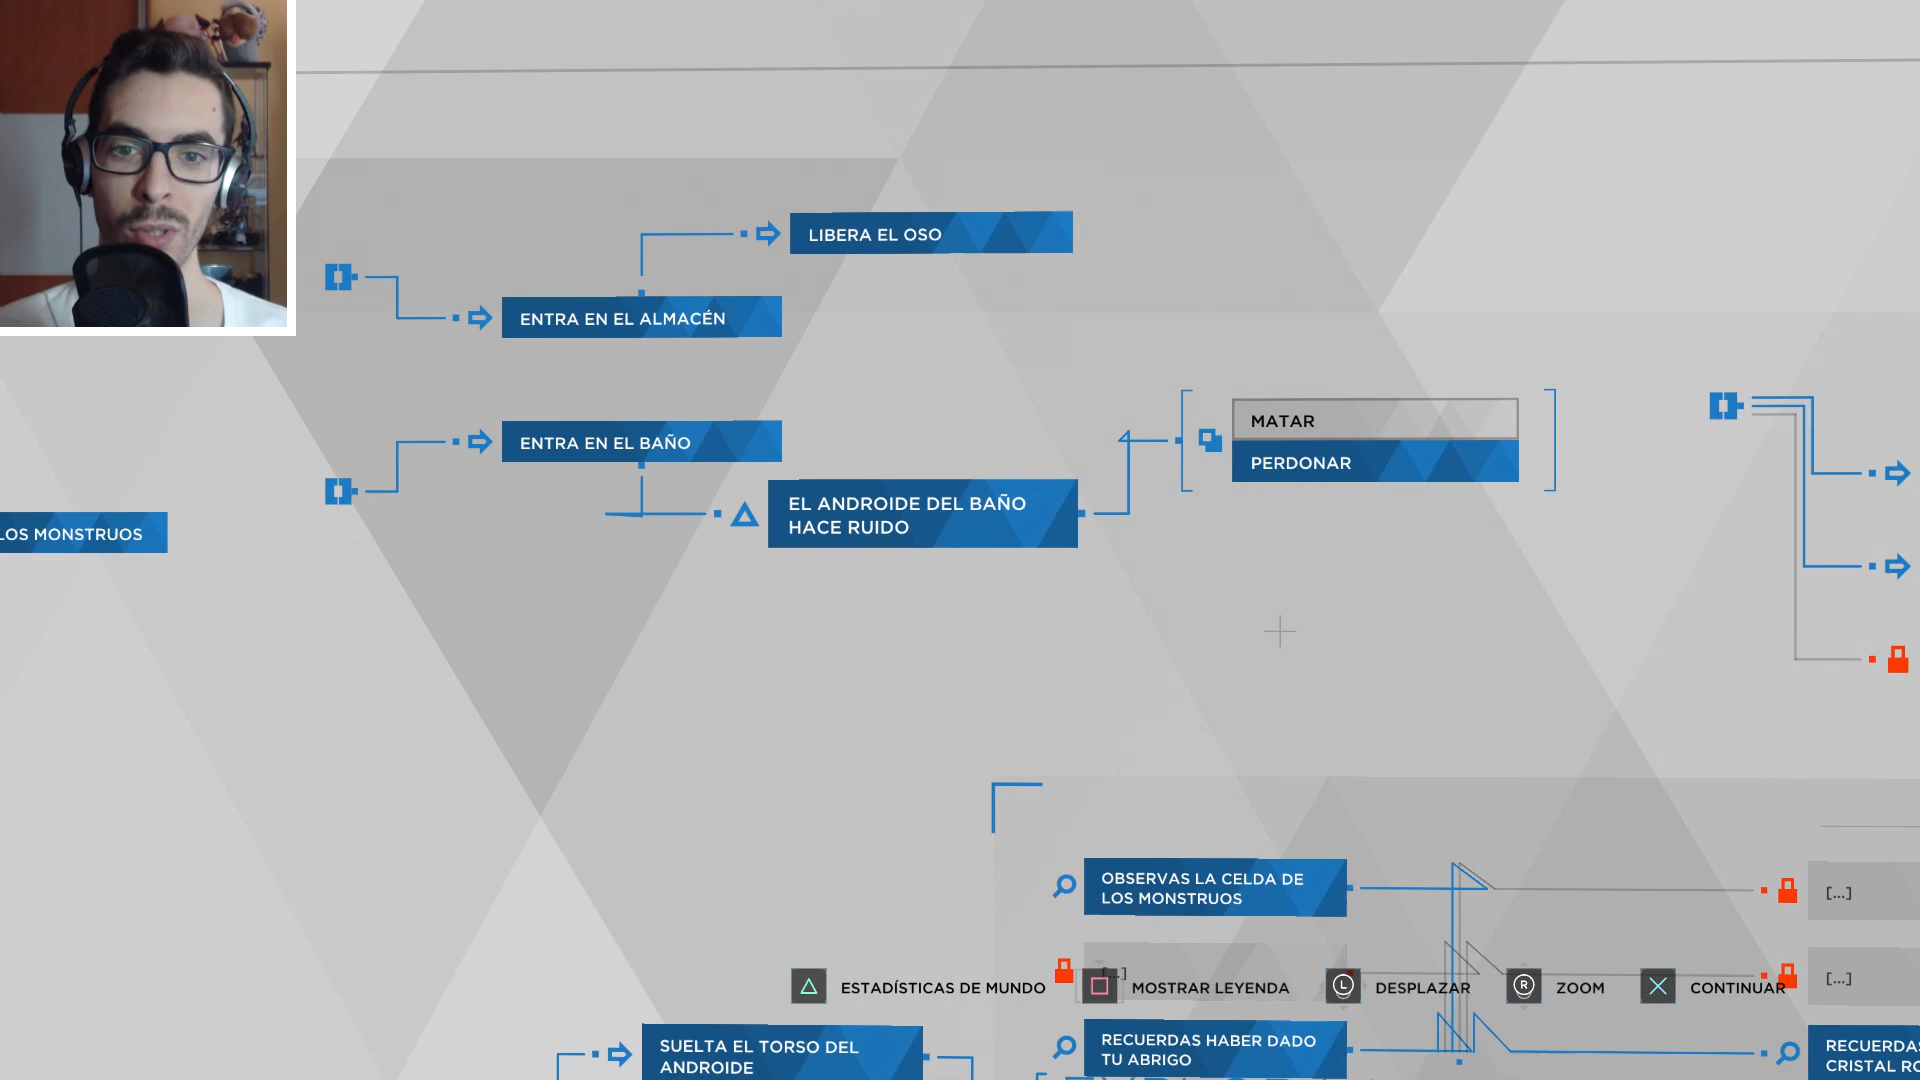 LIBERA EL OSO
ENTRA EN EL ALMACÉN
MATAR
ENTRA EN EL BAÑO
PERDONAR
EL ANDROIDE DEL BAÑO
HACE RUIDO
LOS MONSTRUOS
OBSERVAS LA CELDA DE
LOS MONSTRUOS
[...]
[...]
[...]
ESTADÍSTICAS DE MUNDO
MOSTRAR LEYENDA
L
DESPLAZAR
R
ZOOM
CONTINUAR
SUELTA EL TORSO DEL
ANDROIDE
RECUERDAS HABER DADO
TU ABRIGO
CRISTAL